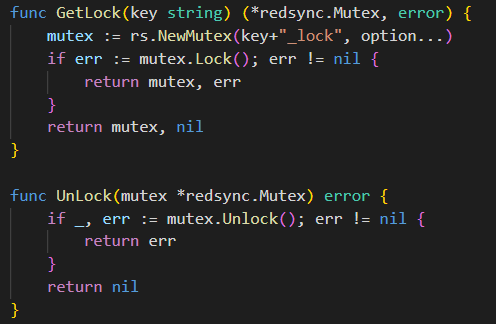 func GetLock(key string) (*redsync.Mutex, error) {
    mutex := rs.NewMutex(key+"_lock", option...)
    if err := mutex.Lock(); err != nil {
        return mutex, err
    }
    return mutex, nil
}

func UnLock(mutex *redsync.Mutex) error {
    if _, err := mutex.Unlock(); err != nil {
        return err
    }
    return nil
}